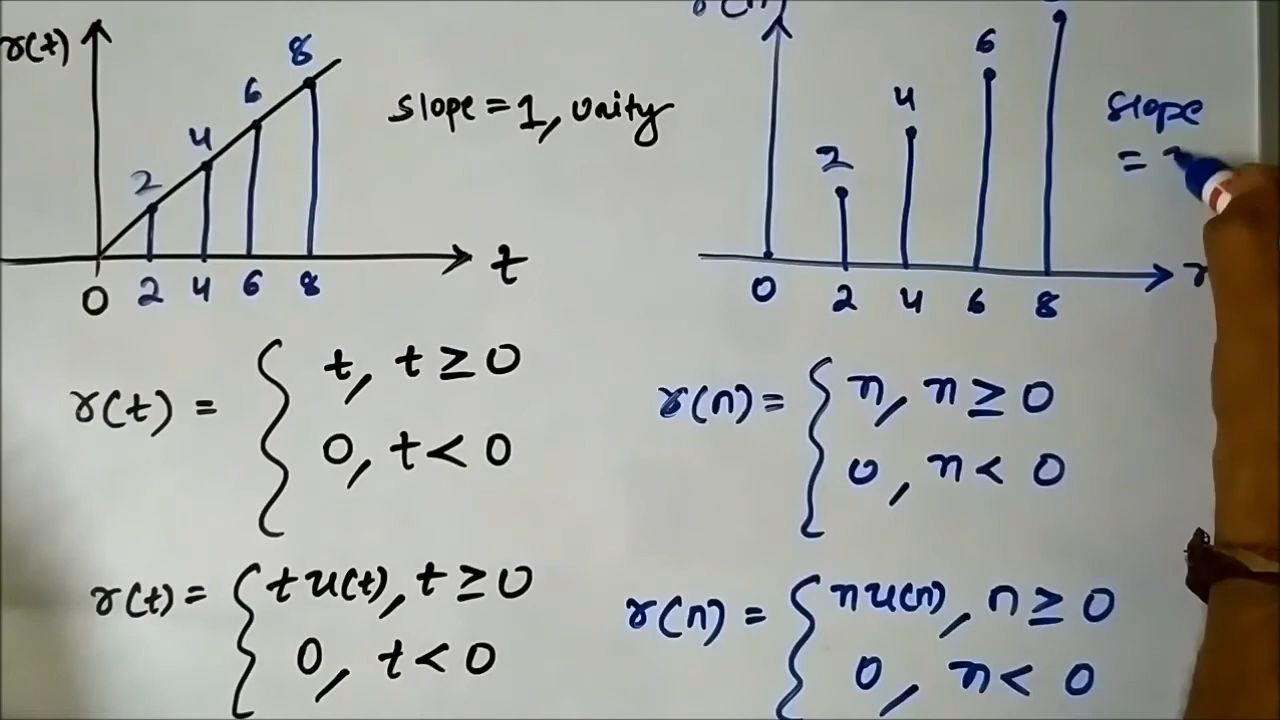 r(t)
2 4 6 8
slope = 1, unity
0 2 4 6 8
t
r(n)
2 4 6
slope
=
0 2 4 6 8
r(t) = { t, t ≥ 0
0, t < 0
r(n) = { n, n ≥ 0
0, n < 0
r(t) = { t u(t), t ≥ 0
0, t < 0
r(n) = { n u(n), n ≥ 0
0, n < 0